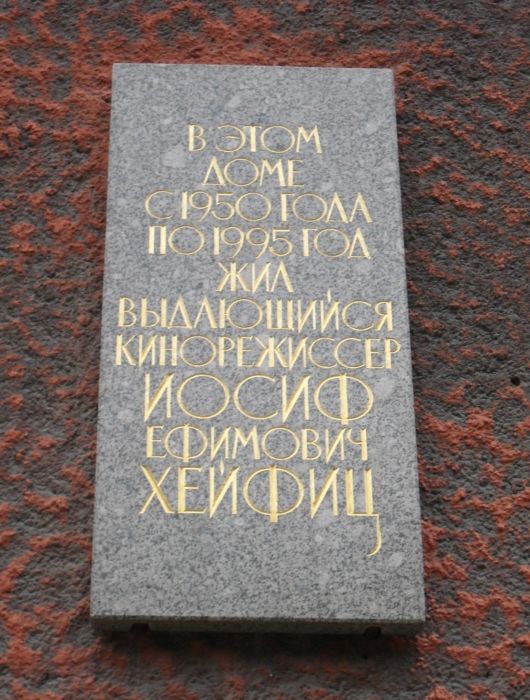 В ЭТОМ
ДОМЕ
С 1950 ГОДА
ПО 1995 ГОД
ЖИЛ
ВЫДАЮЩИЙСЯ
КИНОРЕЖИССЕР
ИОСИФ
ЕФИМОВИЧ
ХЕЙФИЦ